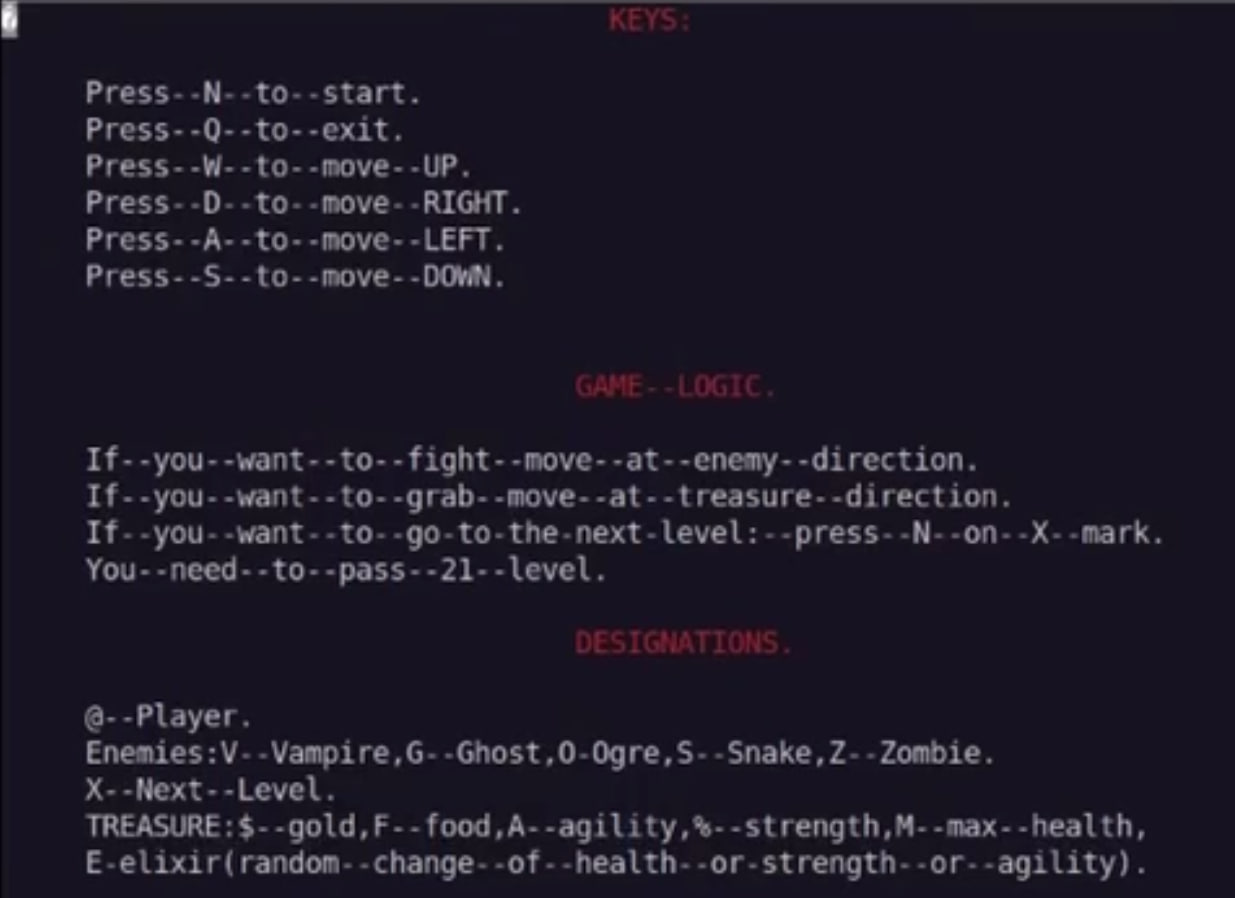 KEYS:
Press--N--to--start.
Press--Q--to--exit.
Press--W--to--move--UP.
Press--D--to--move--RIGHT.
Press--A--to--move--LEFT.
Press--S--to--move--DOWN.
GAME--LOGIC.
If--you--want--to--fight--move--at--enemy--direction.
If--you--want--to--grab--move--at--treasure--direction.
If--you--want--to--go-to-the-next-level:--press--N--on--X--mark.
You--need--to--pass--21--level.
DESIGNATIONS.
@--Player.
Enemies:V--Vampire,G--Ghost,O-Ogre,S--Snake,Z--Zombie.
X--Next--Level.
TREASURE:$--gold,F--food,A--agility,%--strength,M--max--health,
E-elixir(random--change--of--health--or-strength--or--agility).